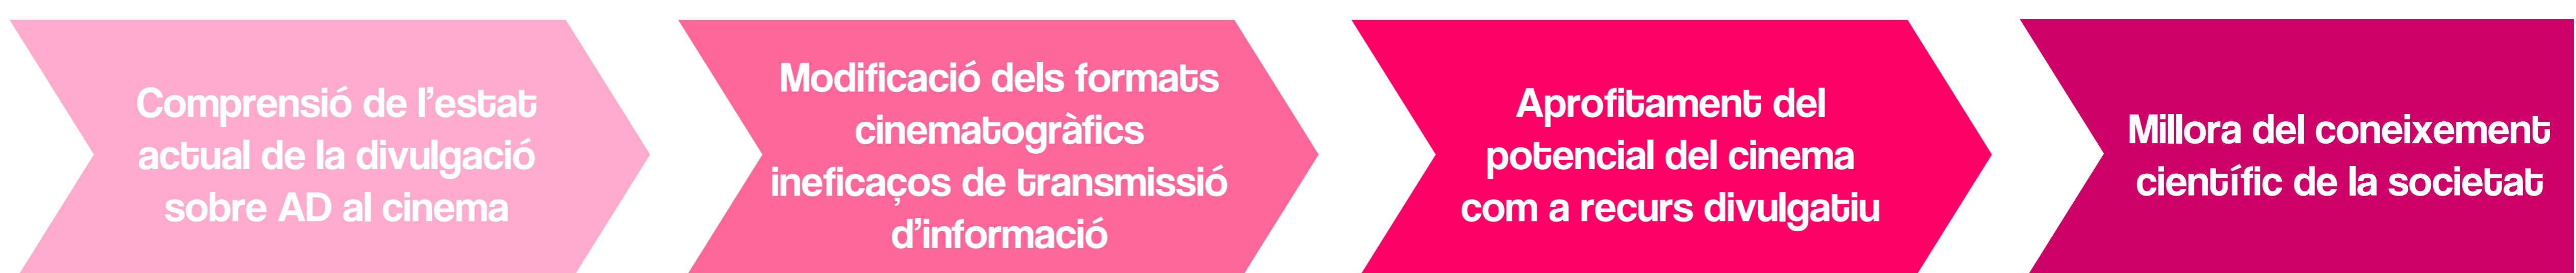 Comprensió de l'estat
actual de la divulgació
sobre AD al cinema
Modificació dels formats
cinematogràfics
ineficaços de transmissió
d'informació
Aprofitament del
potencial del cinema
com a recurs divulgatiu
Millora del coneixement
científic de la societat